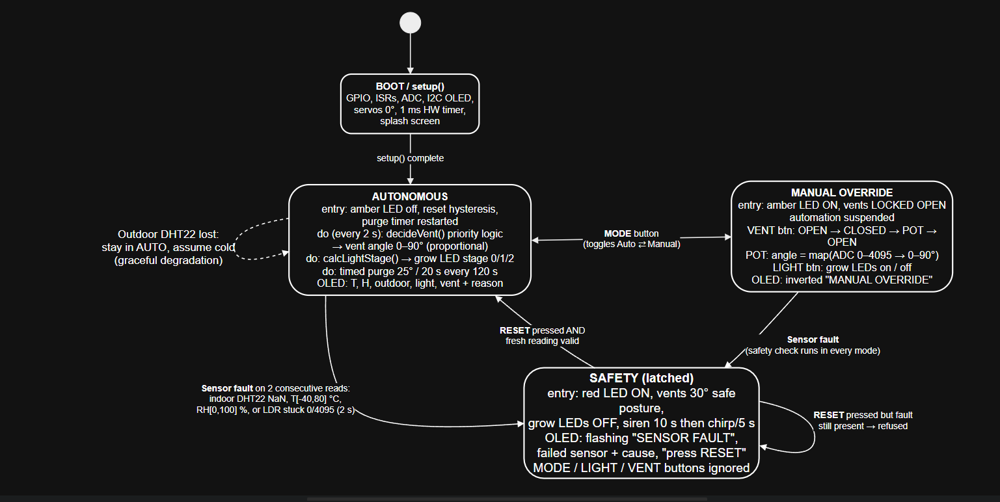 BOOT / setup()
GPIO, ISRs, ADC, I2C OLED,
servos 0°, 1 ms HW timer,
splash screen
setup() complete
AUTONOMOUS
entry: amber LED off, reset hysteresis,
purge timer restarted
do (every 2 s): decideVent() priority logic
→ vent angle 0–90° (proportional)
do: calcLightStage() → grow LED stage 0/1/2
do: timed purge 25° / 20 s every 120 s
OLED: T, H, outdoor, light, vent + reason
Outdoor DHT22 lost:
stay in AUTO, assume cold
(graceful degradation)
MODE button
(toggles Auto ⇄ Manual)
MANUAL OVERRIDE
entry: amber LED ON, vents LOCKED OPEN
automation suspended
VENT btn: OPEN → CLOSED → POT →
OPEN
POT: angle = map(ADC 0–4095 → 0–90°)
LIGHT btn: grow LEDs on / off
OLED: inverted "MANUAL OVERRIDE"
RESET pressed AND
fresh reading valid
Sensor fault
(safety check runs in every mode)
Sensor fault on 2 consecutive reads:
indoor DHT22 NaN, T[-40,80] °C,
RH[0,100] %, or LDR stuck 0/4095 (2 s)
SAFETY (latched)
entry: red LED ON, vents 30° safe
posture,
grow LEDs OFF, siren 10 s then chirp/5 s
OLED: flashing "SENSOR FAULT",
failed sensor + cause, "press RESET"
MODE / LIGHT / VENT buttons ignored
RESET pressed but fault
still present → refused